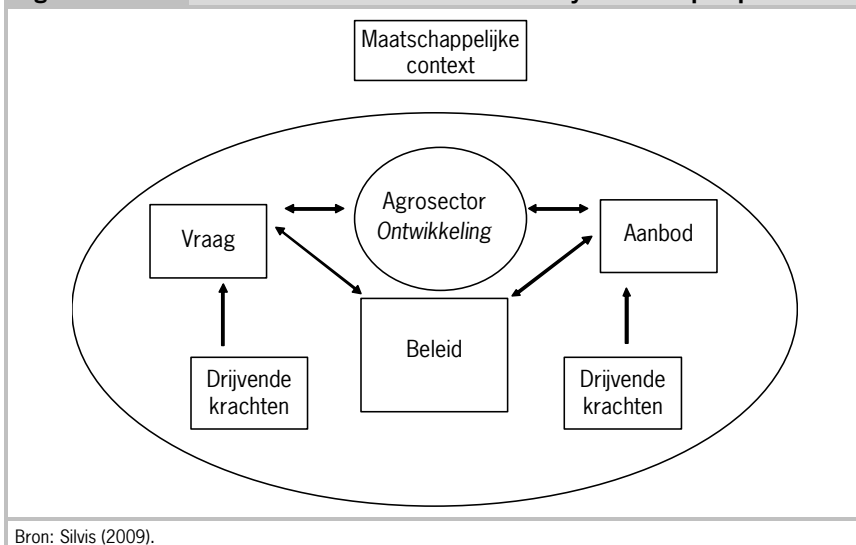 Maatschappelijke
context
Agrosector
Ontwikkeling
Vraag
Aanbod
Beleid
Drijvende
krachten
Drijvende
krachten
Bron: Silvis (2009).